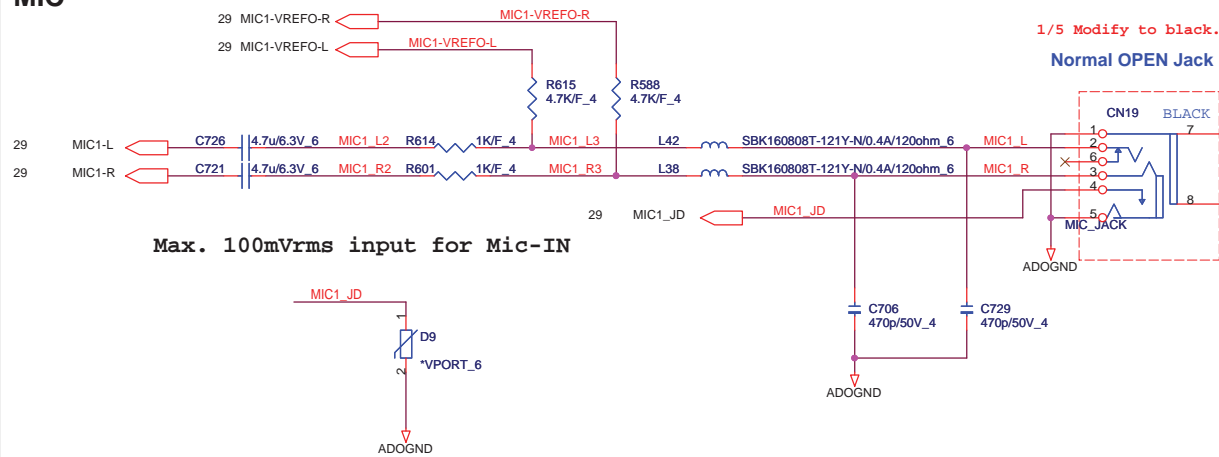 MIC
29 MIC1-VREFO-R MIC1-VREFO-R
29 MIC1-VREFO-L MIC1-VREFO-L
1/5 Modify to black.
Normal OPEN Jack
R615
4.7K/F_4
R588
4.7K/F_4
CN19 BLACK
29 MIC1-L C726 4.7u/6.3V_6 MIC1_L2 R614 1K/F_4 MIC1_L3 L42 SBK160808T-121Y-N/0.4A/120ohm_6 MIC1_L
29 MIC1-R C721 4.7u/6.3V_6 MIC1_R2 R601 1K/F_4 MIC1_R3 L38 SBK160808T-121Y-N/0.4A/120ohm_6 MIC1_R
1
2
6
3
4
5
7
8
29 MIC1_JD MIC1_JD
MIC_JACK
ADOGND
Max. 100mVrms input for Mic-IN
MIC1_JD
1
D9
*VPORT_6
2
ADOGND
C706
470p/50V_4
C729
470p/50V_4
ADOGND